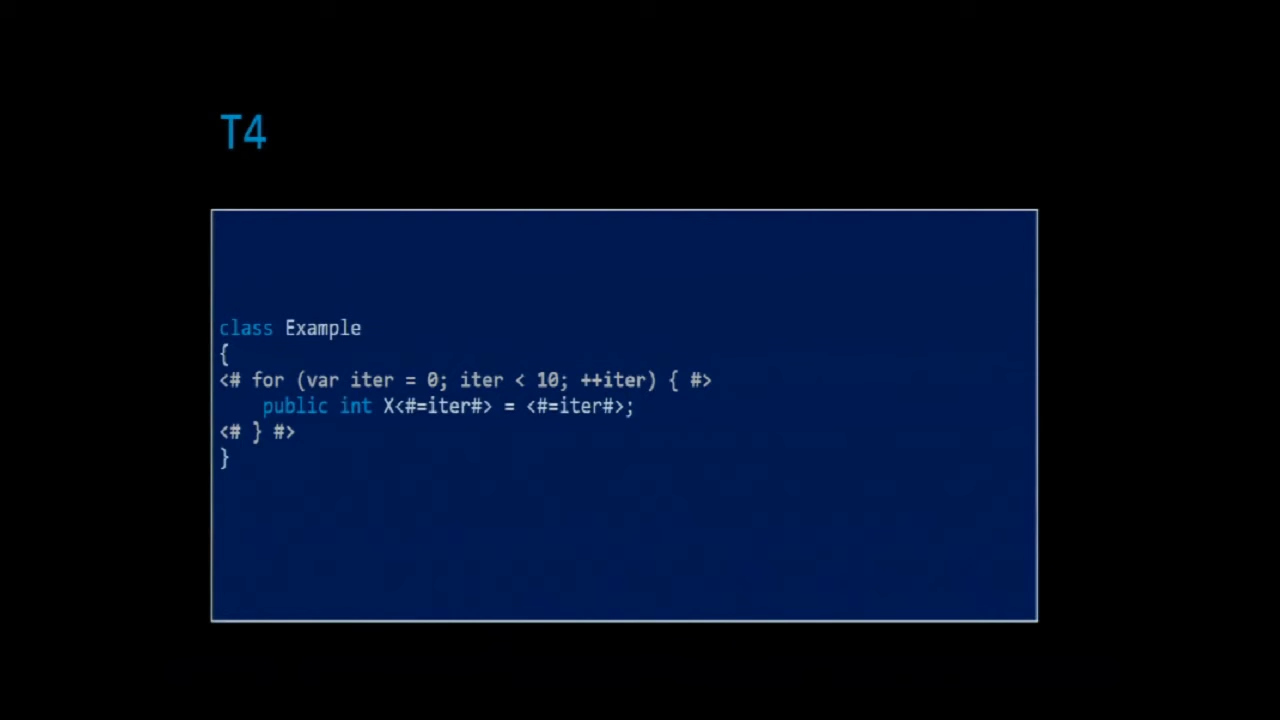 T4
class Example
{
<# for (var iter = 0; iter < 10; ++iter) { #>
    public int X<#=iter#> = <#=iter#>;
<# } #>
}